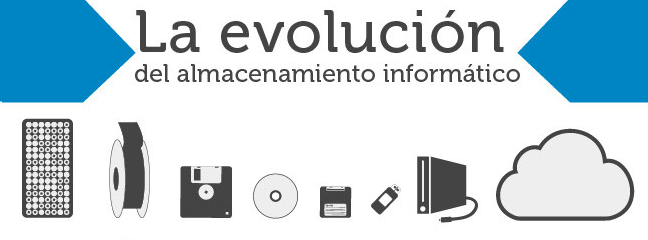 La evolución
del almacenamiento informático